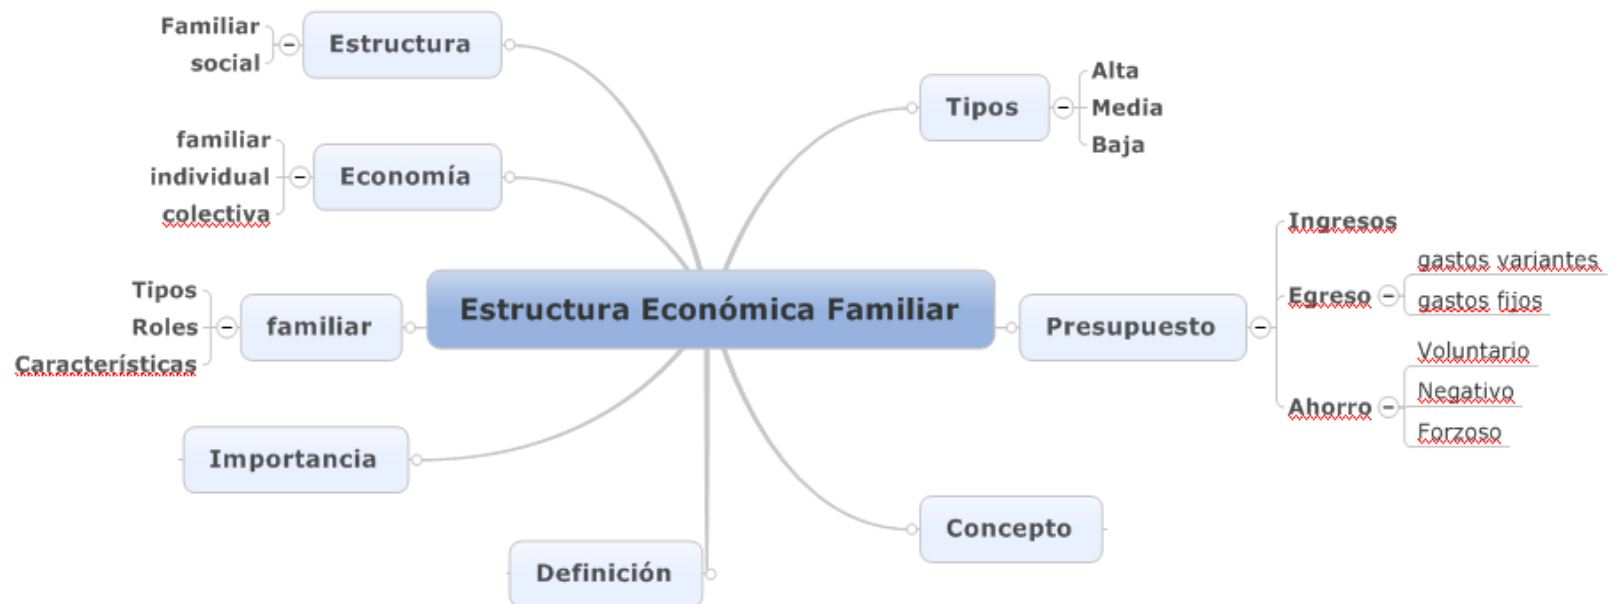 Estructura Económica Familiar
Estructura
Familiar
social
Economía
familiar
individual
colectiva
familiar
Tipos
Roles
Características
Importancia
Definición
Tipos
Alta
Media
Baja
Presupuesto
Ingresos
Egreso
gastos variantes
gastos fijos
Ahorro
Voluntario
Negativo
Forzoso
Concepto